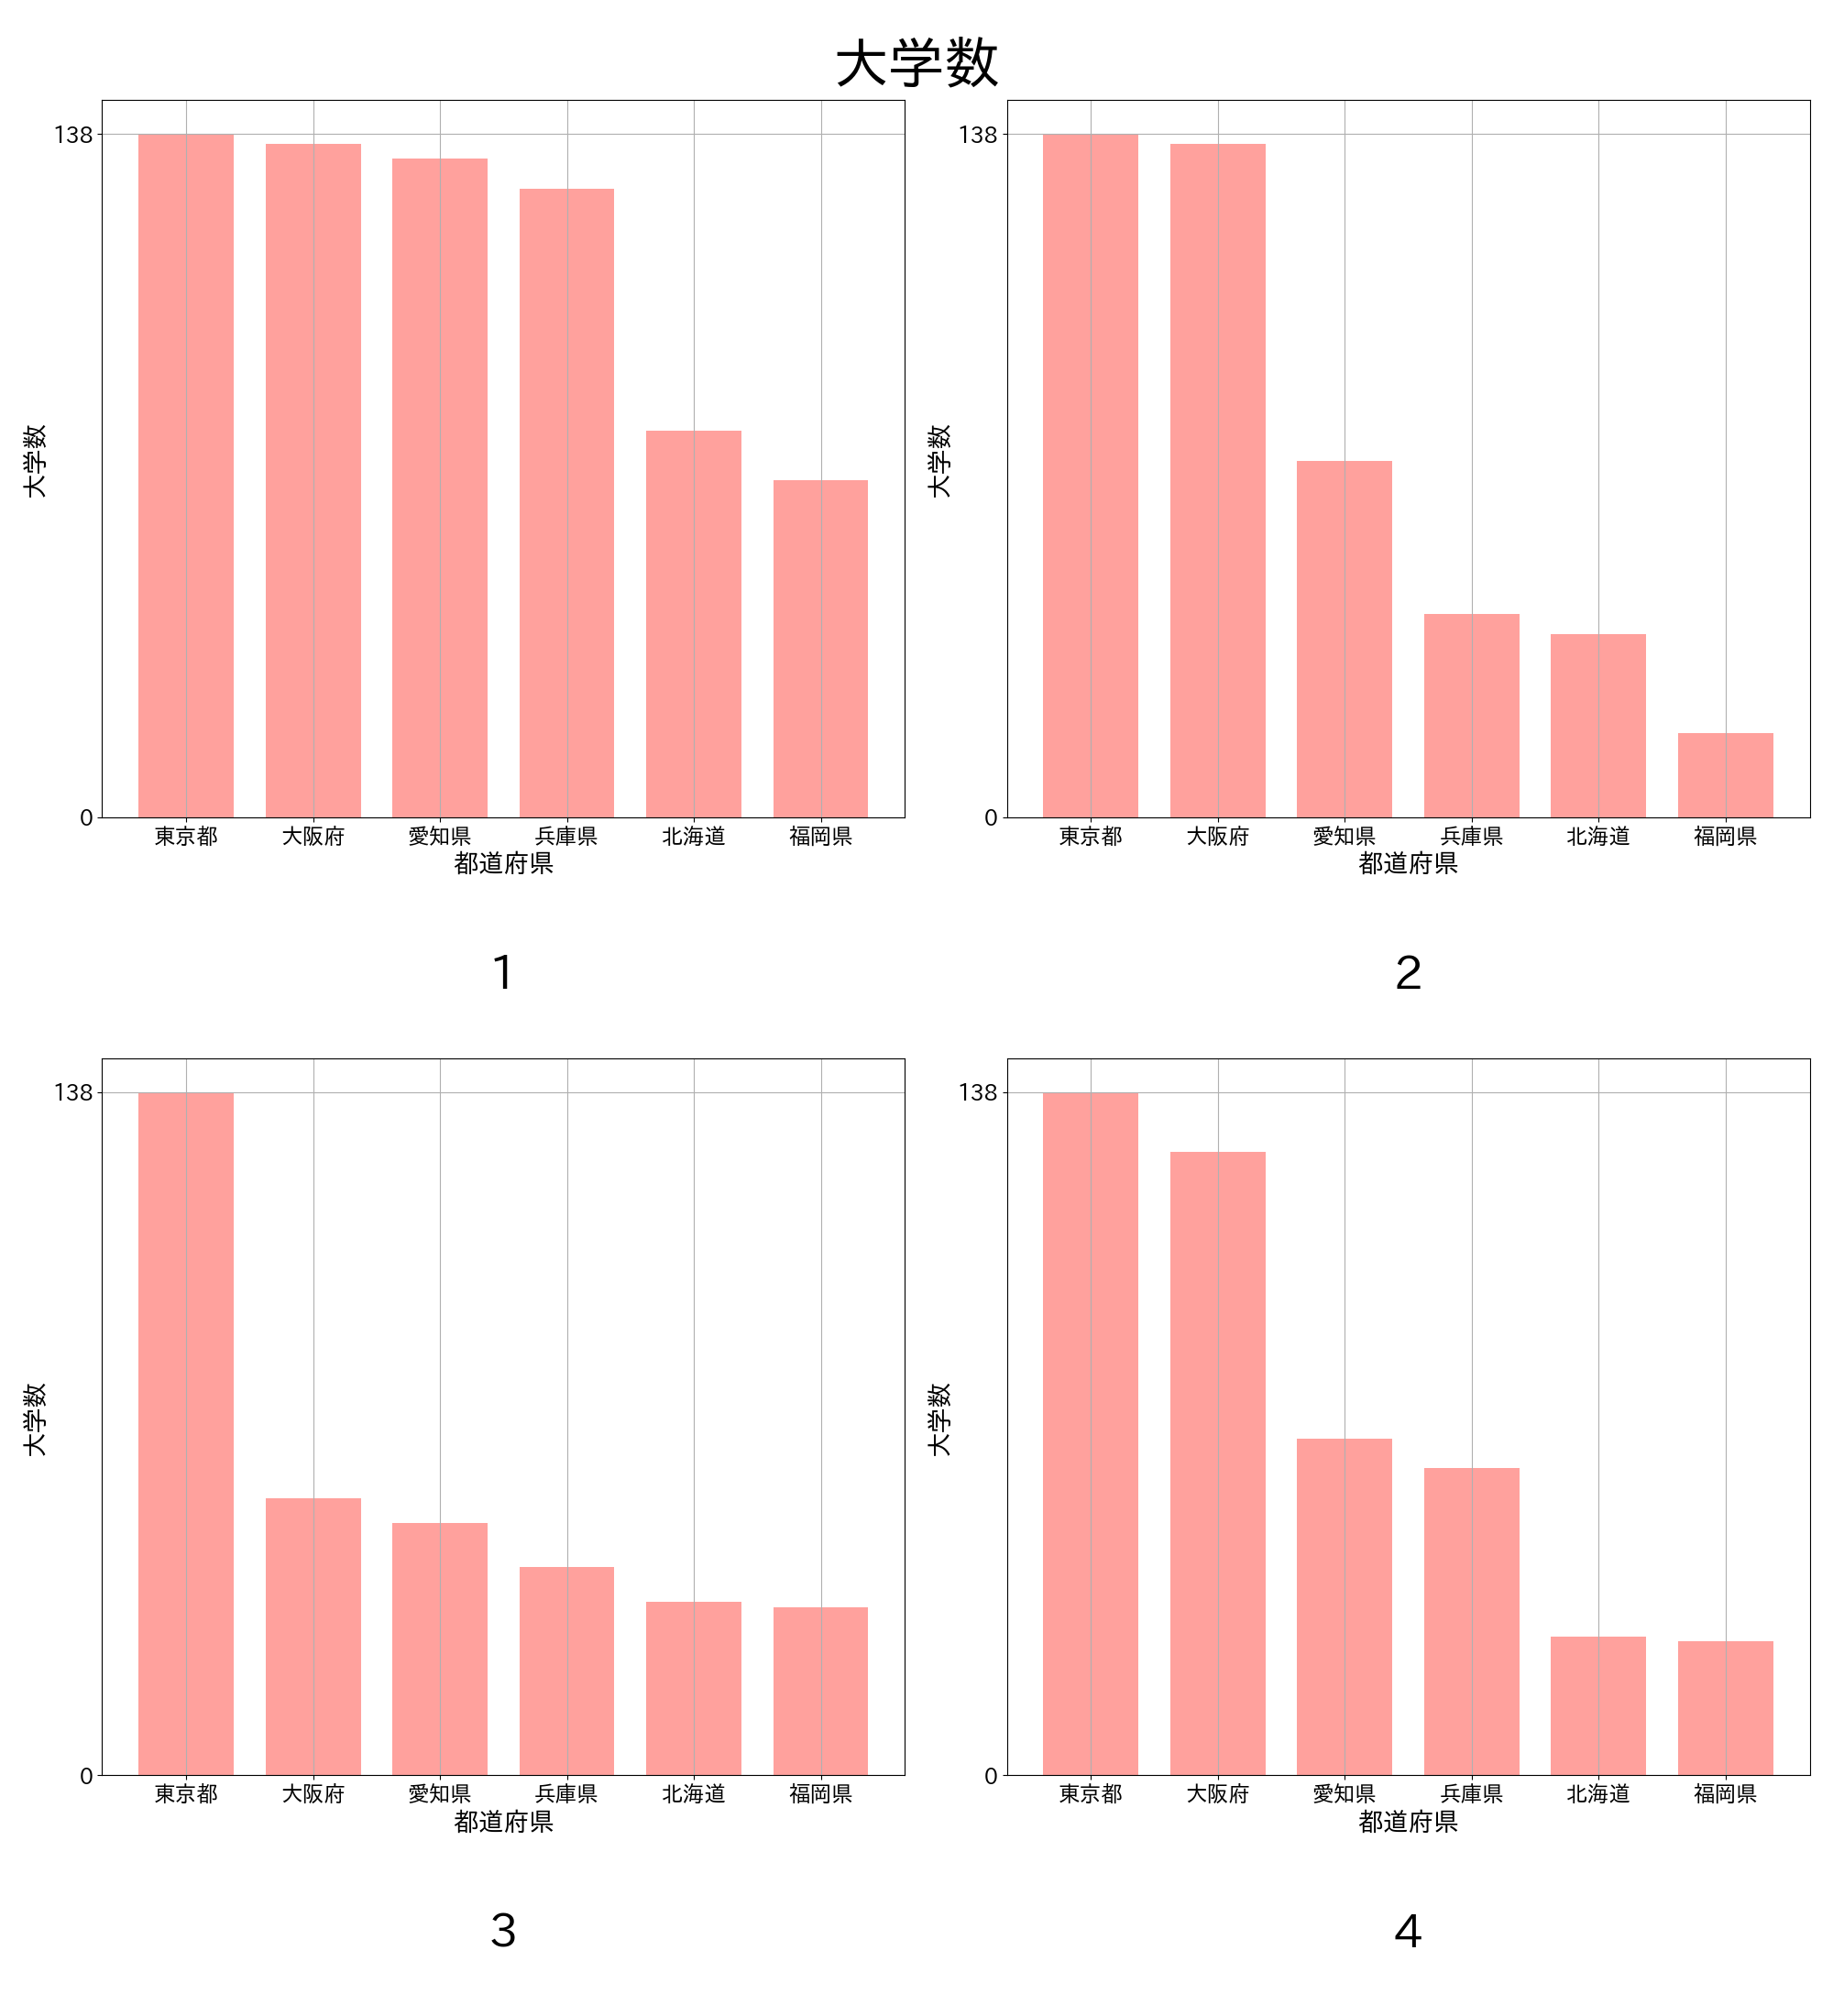 大学数
138
0
大学数
東京都 大阪府 愛知県 兵庫県 北海道 福岡県
都道府県
1
138
0
大学数
東京都 大阪府 愛知県 兵庫県 北海道 福岡県
都道府県
2
138
0
大学数
東京都 大阪府 愛知県 兵庫県 北海道 福岡県
都道府県
3
138
0
大学数
東京都 大阪府 愛知県 兵庫県 北海道 福岡県
都道府県
4